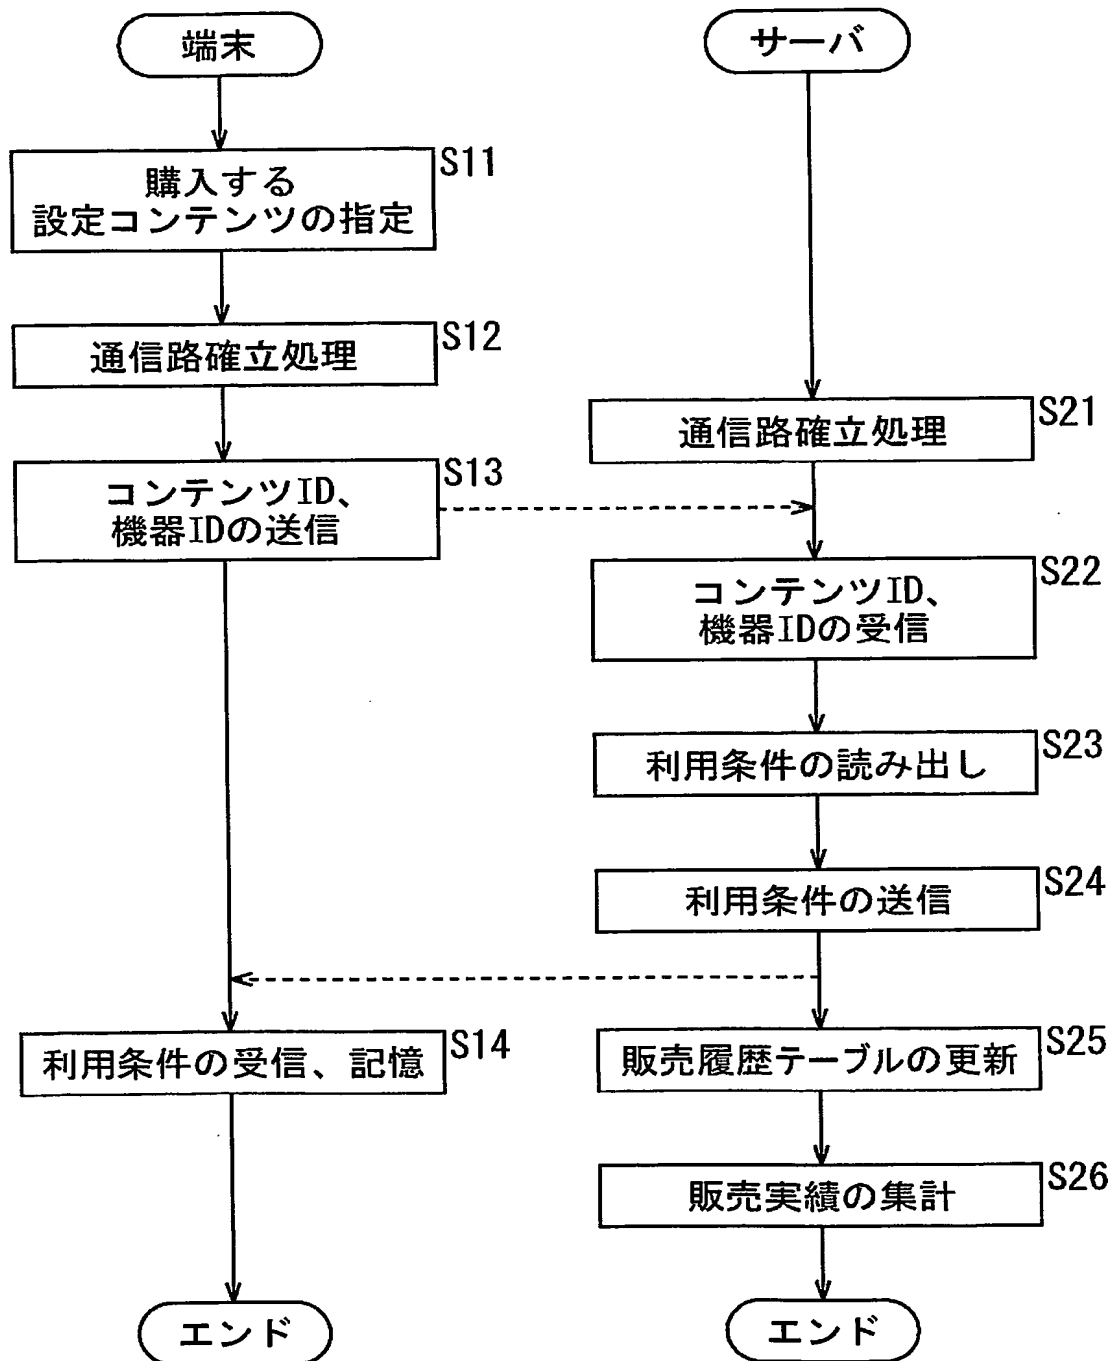 端末
購入する
設定コンテンツの指定
S11
通信路確立処理
S12
コンテンツID、
機器IDの送信
S13
利用条件の受信、記憶
S14
エンド
サーバ
通信路確立処理
S21
コンテンツID、
機器IDの受信
S22
利用条件の読み出し
S23
利用条件の送信
S24
販売履歴テーブルの更新
S25
販売実績の集計
S26
エンド